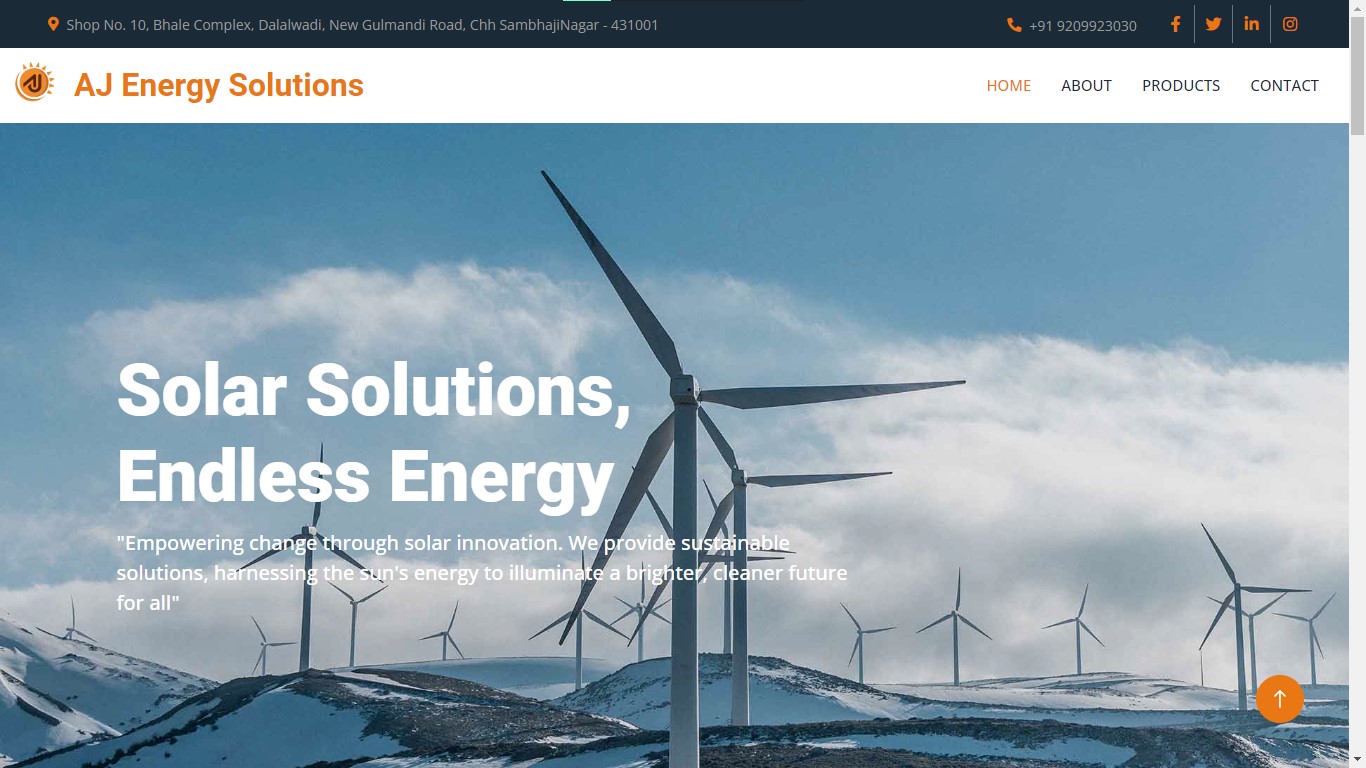 Shop No. 10, Bhale Complex, Dalalwadi, New Gulmandi Road, Chh SambhajiNagar - 431001
+91 9209923030
AJ Energy Solutions
HOME ABOUT PRODUCTS CONTACT
Solar Solutions,
Endless Energy
"Empowering change through solar innovation. We provide sustainable
solutions, harnessing the sun's energy to illuminate a brighter, cleaner future
for all"